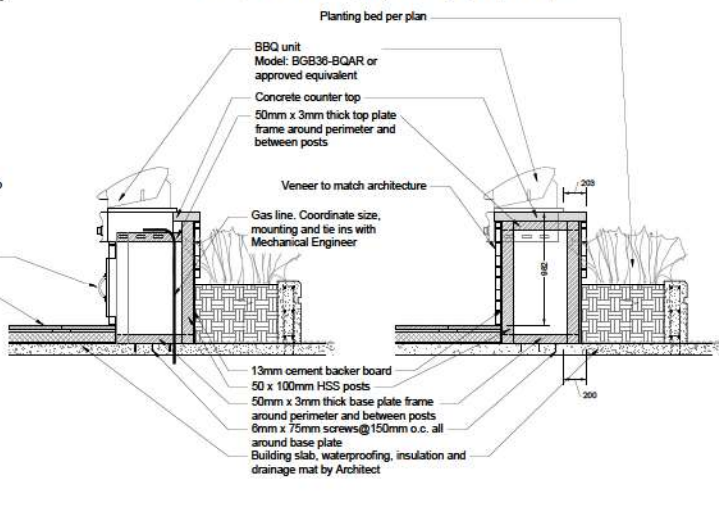 Planting bed per plan
BBQ unit
Model: BGB36-BQAR or
approved equivalent
Concrete counter top
50mm x 3mm thick top plate
frame around perimeter and
between posts
Veneer to match architecture
203
Gas line. Coordinate size,
mounting and tie ins with
Mechanical Engineer
982
13mm cement backer board
50 x 100mm HSS posts
50mm x 3mm thick base plate frame
around perimeter and between posts
200
6mm x 75mm screws@150mm o.c. all
around base plate
Building slab, waterproofing, insulation and
drainage mat by Architect